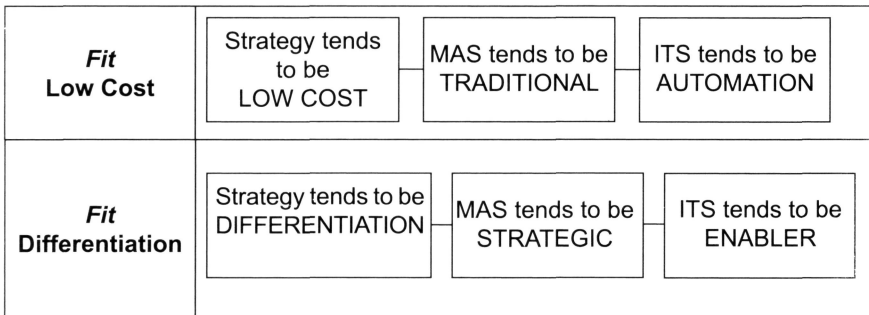 Fit
Low Cost
Strategy tends
to be
LOW COST
MAS tends to be
TRADITIONAL
ITS tends to be
AUTOMATION
Fit
Differentiation
Strategy tends to be
DIFFERENTIATION
MAS tends to be
STRATEGIC
ITS tends to be
ENABLER